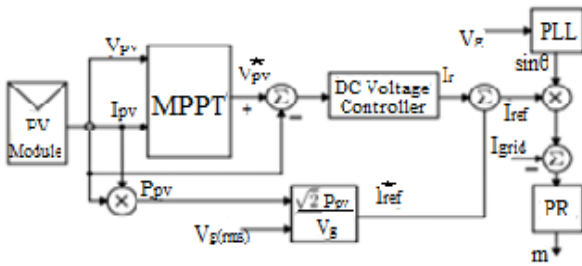 Vpv
Ipv
PV
Module
MPPT
V*pv
+
Σ
−
DC Voltage
Controller
Ir
Σ
Iref
Vg
PLL
sinθ
×
Igrid
Σ
−
PR
m
×
Ppv
Vg(rms)
√2 Ppv
Vg
I*ref